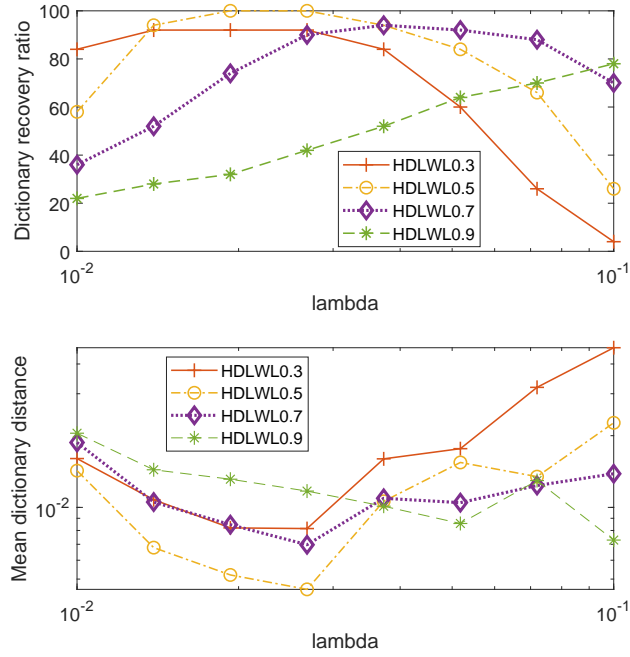 Dictionary recovery ratio
100
80
60
40
20
0
HDLWL0.3
HDLWL0.5
HDLWL0.7
HDLWL0.9
10^-2
10^-1
lambda
Mean dictionary distance
10^-2
HDLWL0.3
HDLWL0.5
HDLWL0.7
HDLWL0.9
10^-2
10^-1
lambda